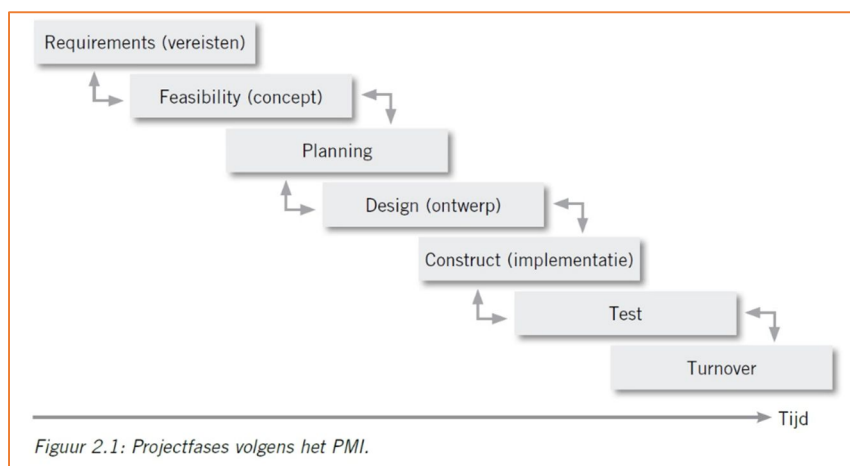 Requirements (vereisten)
Feasibility (concept)
Planning
Design (ontwerp)
Construct (implementatie)
Test
Turnover
Tijd
Figuur 2.1: Projectfases volgens het PMI.